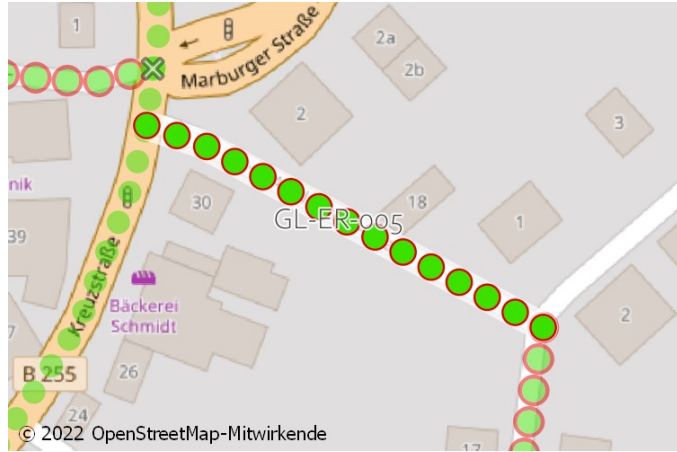 1
Marburger Straße
2a
2b
2
3
nik
30
18
GL-ER-005
1
39
Kreuzstraße
Bäckerei
Schmidt
2
7
26
B 255
24
17
© 2022 OpenStreetMap-Mitwirkende